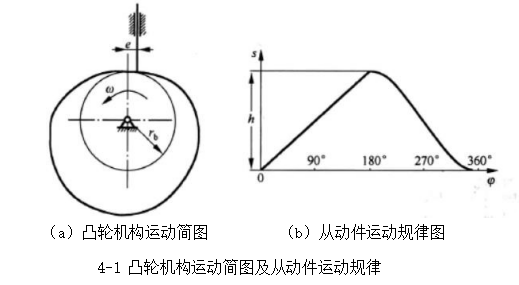 e
ω
r_b
s
h
0
90°
180°
270°
360°
φ
（a）凸轮机构运动简图
（b）从动件运动规律图
4-1 凸轮机构运动简图及从动件运动规律